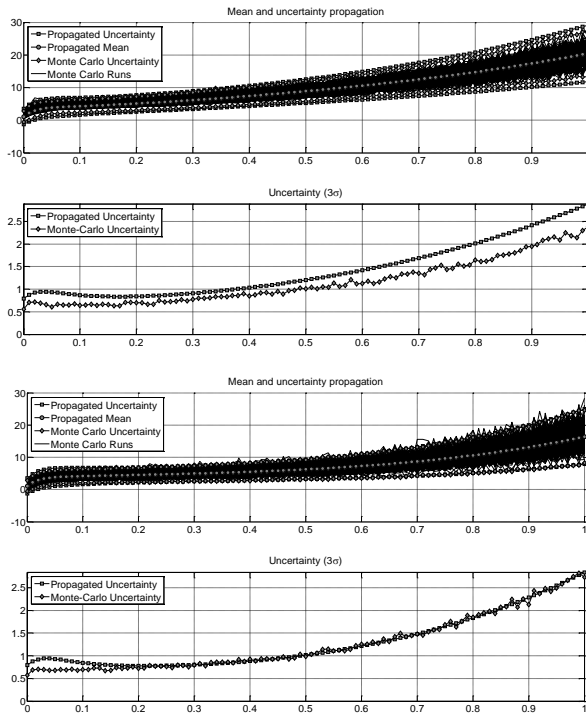 Mean and uncertainty propagation
30
20
10
0
-10
Propagated Uncertainty
Propagated Mean
Monte Carlo Uncertainty
Monte Carlo Runs
0 0.1 0.2 0.3 0.4 0.5 0.6 0.7 0.8 0.9 1
Uncertainty (3σ)
2.5
2
1.5
1
0.5
0
Propagated Uncertainty
Monte-Carlo Uncertainty
0 0.1 0.2 0.3 0.4 0.5 0.6 0.7 0.8 0.9 1
Mean and uncertainty propagation
30
20
10
0
-10
Propagated Uncertainty
Propagated Mean
Monte Carlo Uncertainty
Monte Carlo Runs
0 0.1 0.2 0.3 0.4 0.5 0.6 0.7 0.8 0.9 1
Uncertainty (3σ)
2.5
2
1.5
1
0.5
0
Propagated Uncertainty
Monte-Carlo Uncertainty
0 0.1 0.2 0.3 0.4 0.5 0.6 0.7 0.8 0.9 1